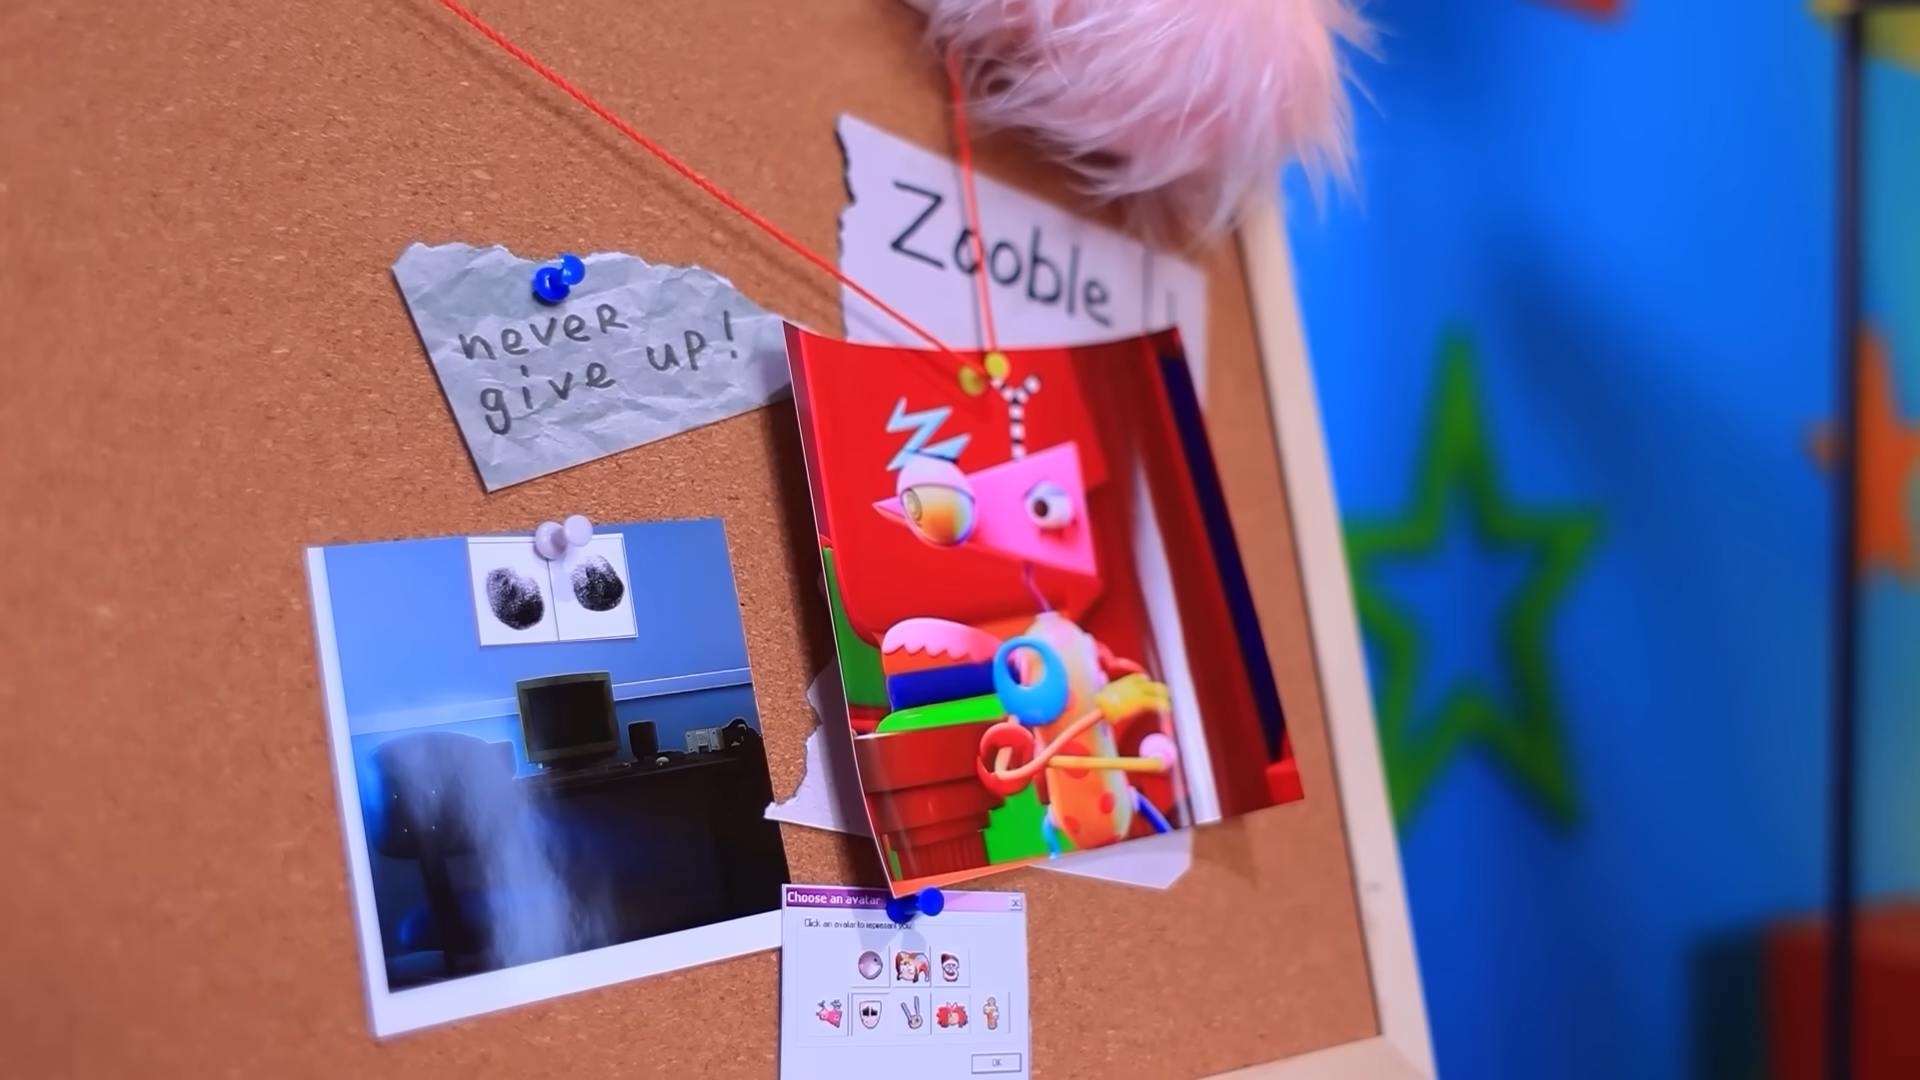 Zooble
never
give up!
Choose an avatar
Click an avatar to represent you.
OK